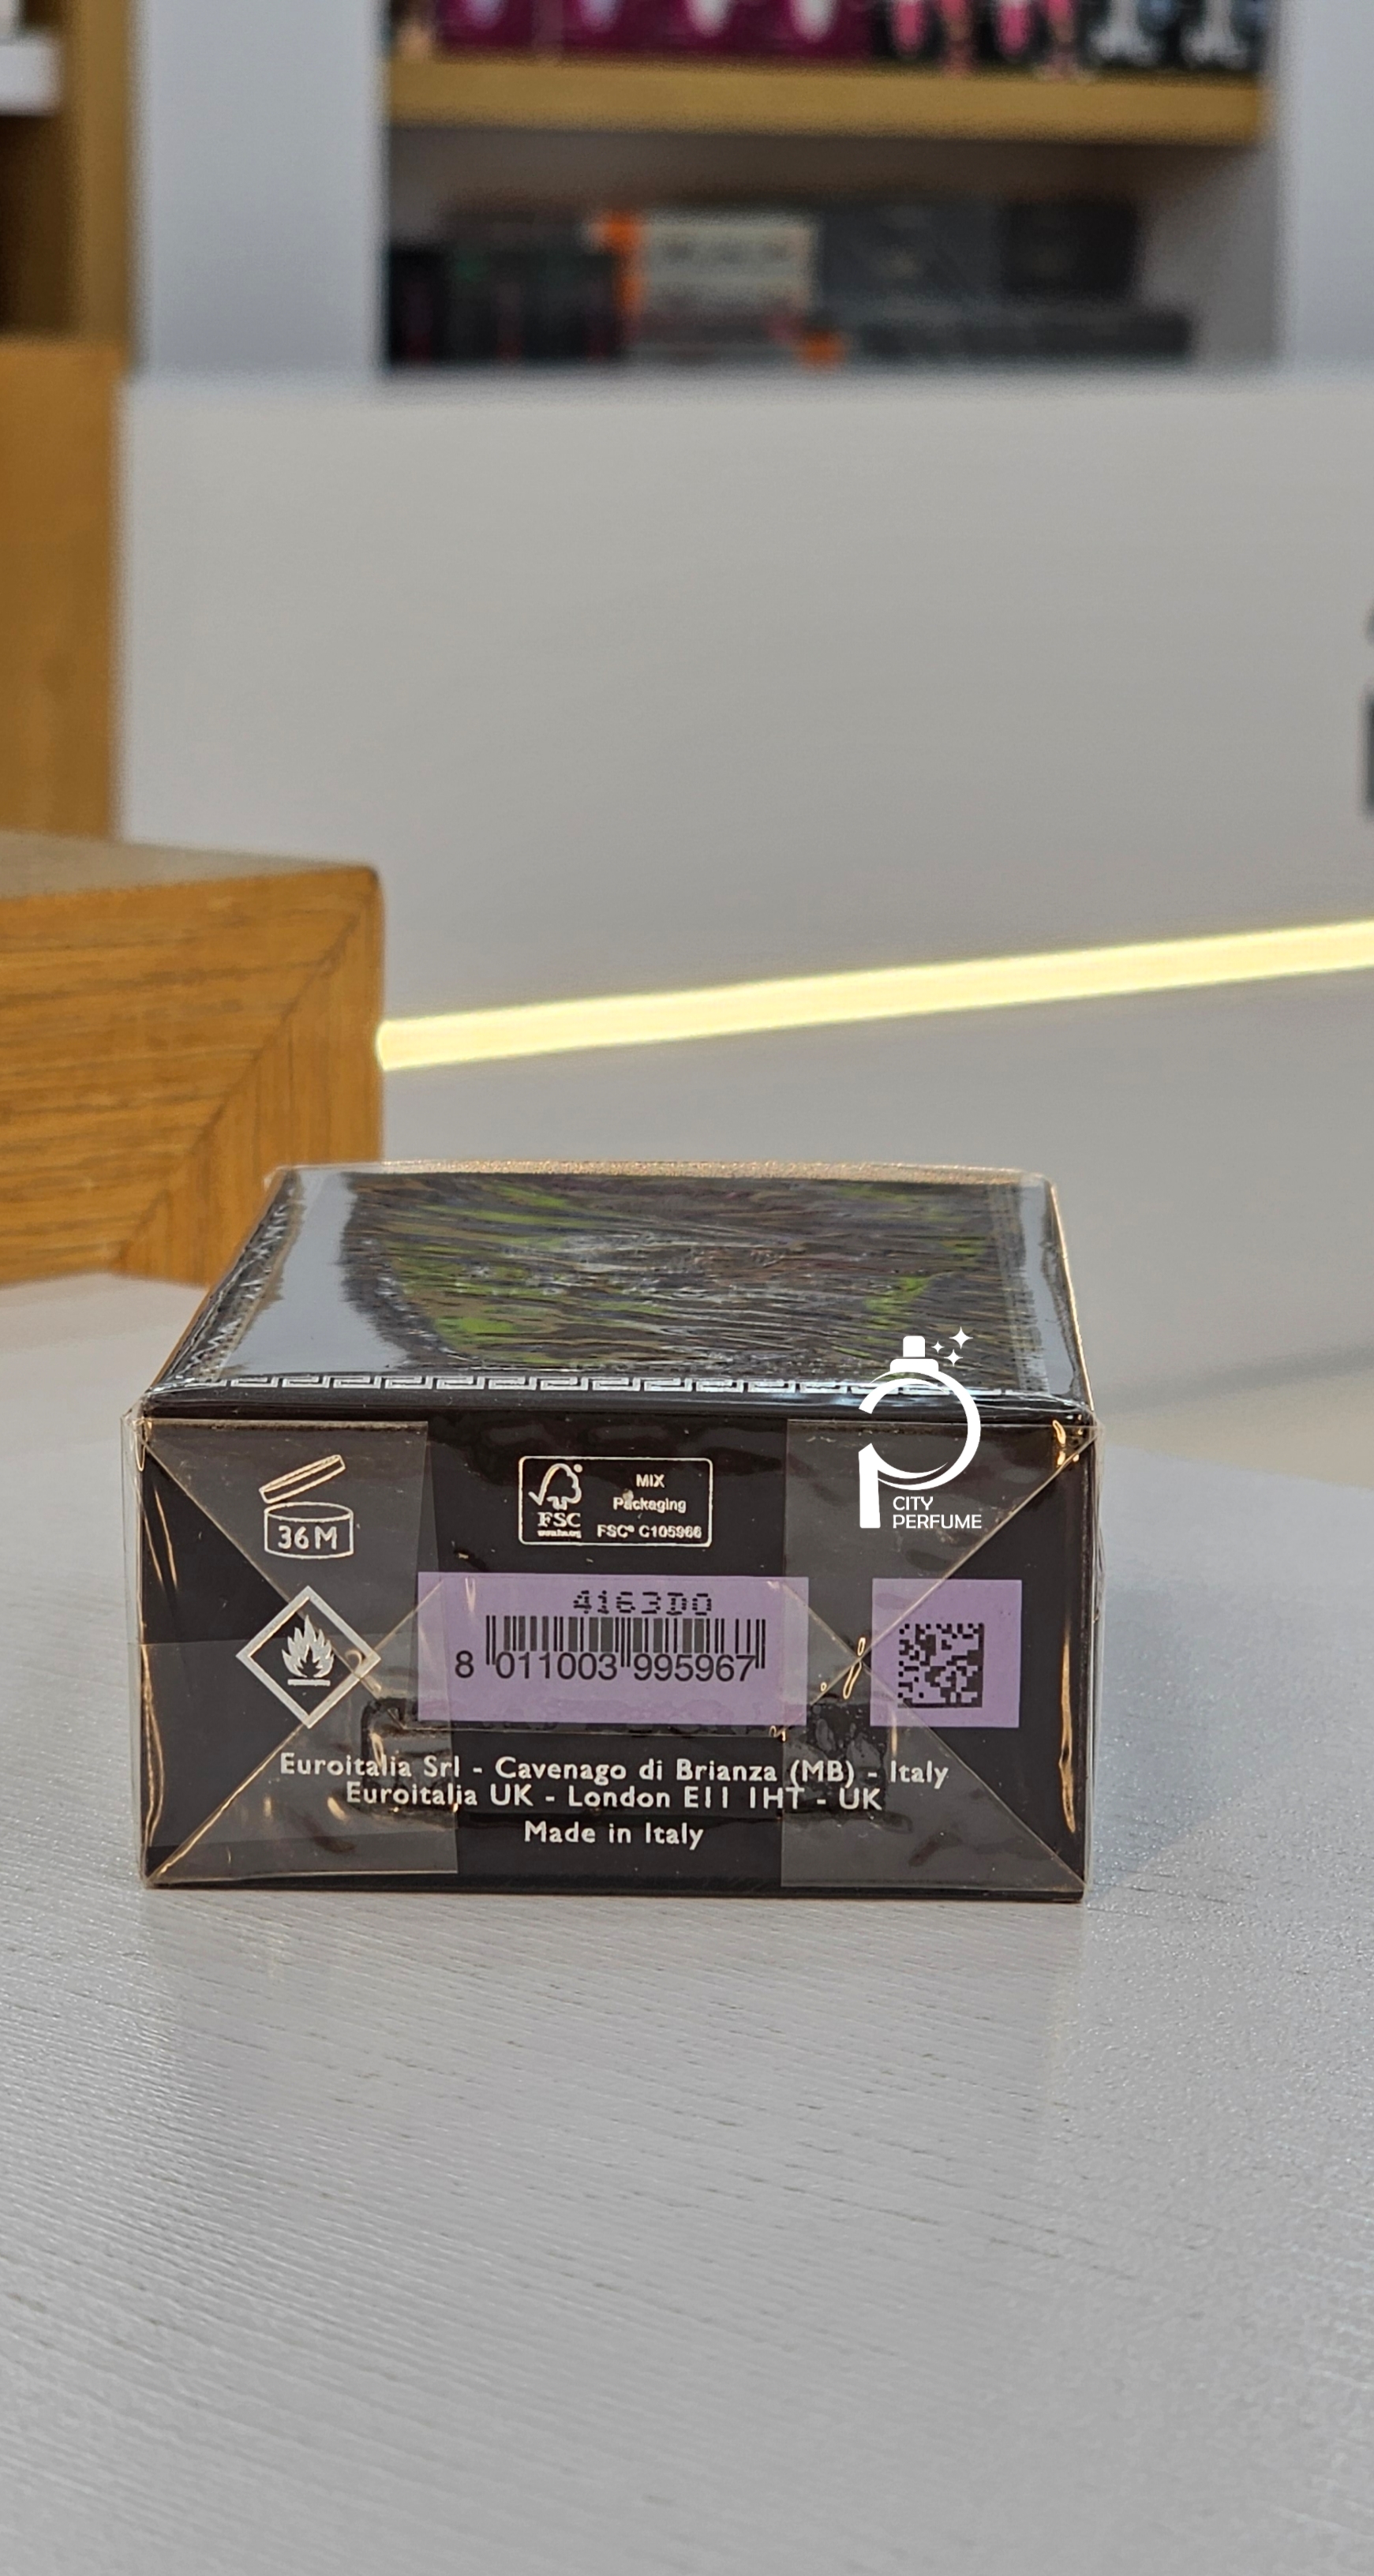 36M
FSC
MIX
Packaging
FSC® C105966
CITY
PERFUME
4163D0
8 011003 995967
Euroitalia Srl - Cavenago di Brianza (MB) - Italy
Euroitalia UK - London E11 1HT - UK
Made in Italy